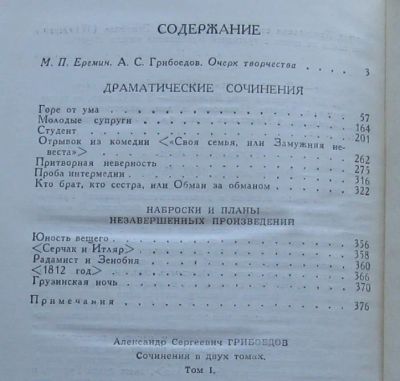 СОДЕРЖАНИЕ
М. П. Еремин. А. С. Грибоедов. Очерк творчества . . . . 3
ДРАМАТИЧЕСКИЕ СОЧИНЕНИЯ
Горе от ума . . . . . . . . . . 57
Молодые супруги . . . . . . . . . . 164
Студент . . . . . . . . . . 201
Отрывок из комедии <«Своя семья, или Замужняя не-
веста»> . . . . . . . . . . 262
Притворная неверность . . . . . . . . . . 275
Проба интермедии . . . . . . . . . . 316
Кто брат, кто сестра, или Обман за обманом . . . . . . 322
НАБРОСКИ И ПЛАНЫ
НЕЗАВЕРШЕННЫХ ПРОИЗВЕДЕНИЙ
Юность вещего . . . . . . . . . . 356
<Серчак и Итляр> . . . . . . . . . . 358
Радамист и Зенобия . . . . . . . . . . 360
<1812 год> . . . . . . . . . . 366
Грузинская ночь . . . . . . . . . . 370
Примечания . . . . . . . . . . 376
Александр Сергеевич ГРИБОЕДОВ
Сочинения в двух томах.
Том I.